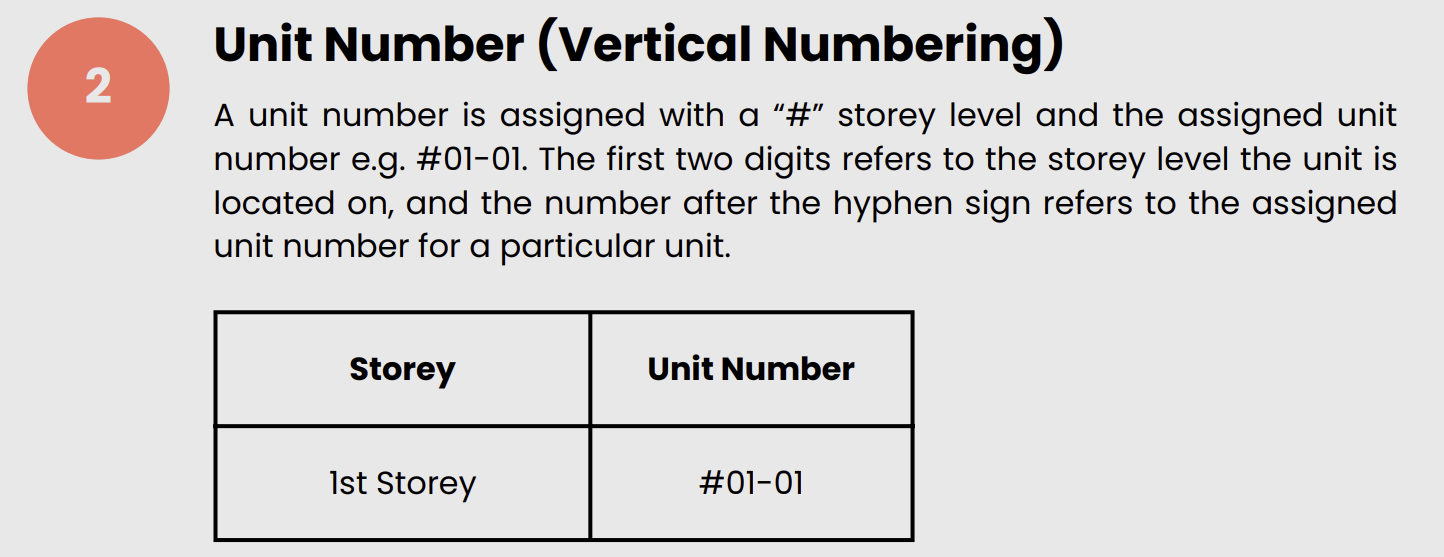 2
Unit Number (Vertical Numbering)
A unit number is assigned with a “#” storey level and the assigned unit
number e.g. #01-01. The first two digits refers to the storey level the unit is
located on, and the number after the hyphen sign refers to the assigned
unit number for a particular unit.
Storey Unit Number
1st Storey #01-01